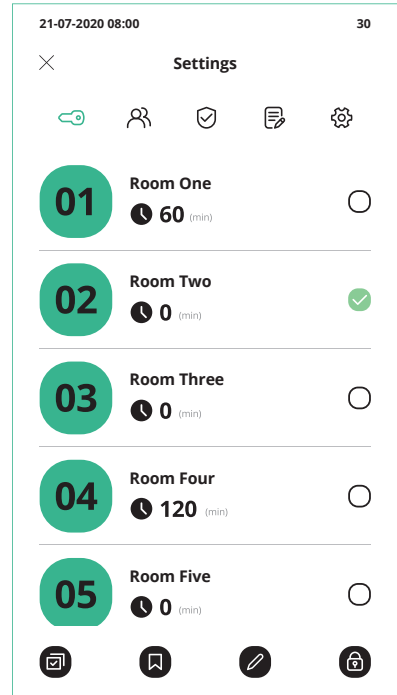 21-07-2020 08:00 30
Settings
01
Room One
60 (min)
02
Room Two
0 (min)
03
Room Three
0 (min)
04
Room Four
120 (min)
05
Room Five
0 (min)